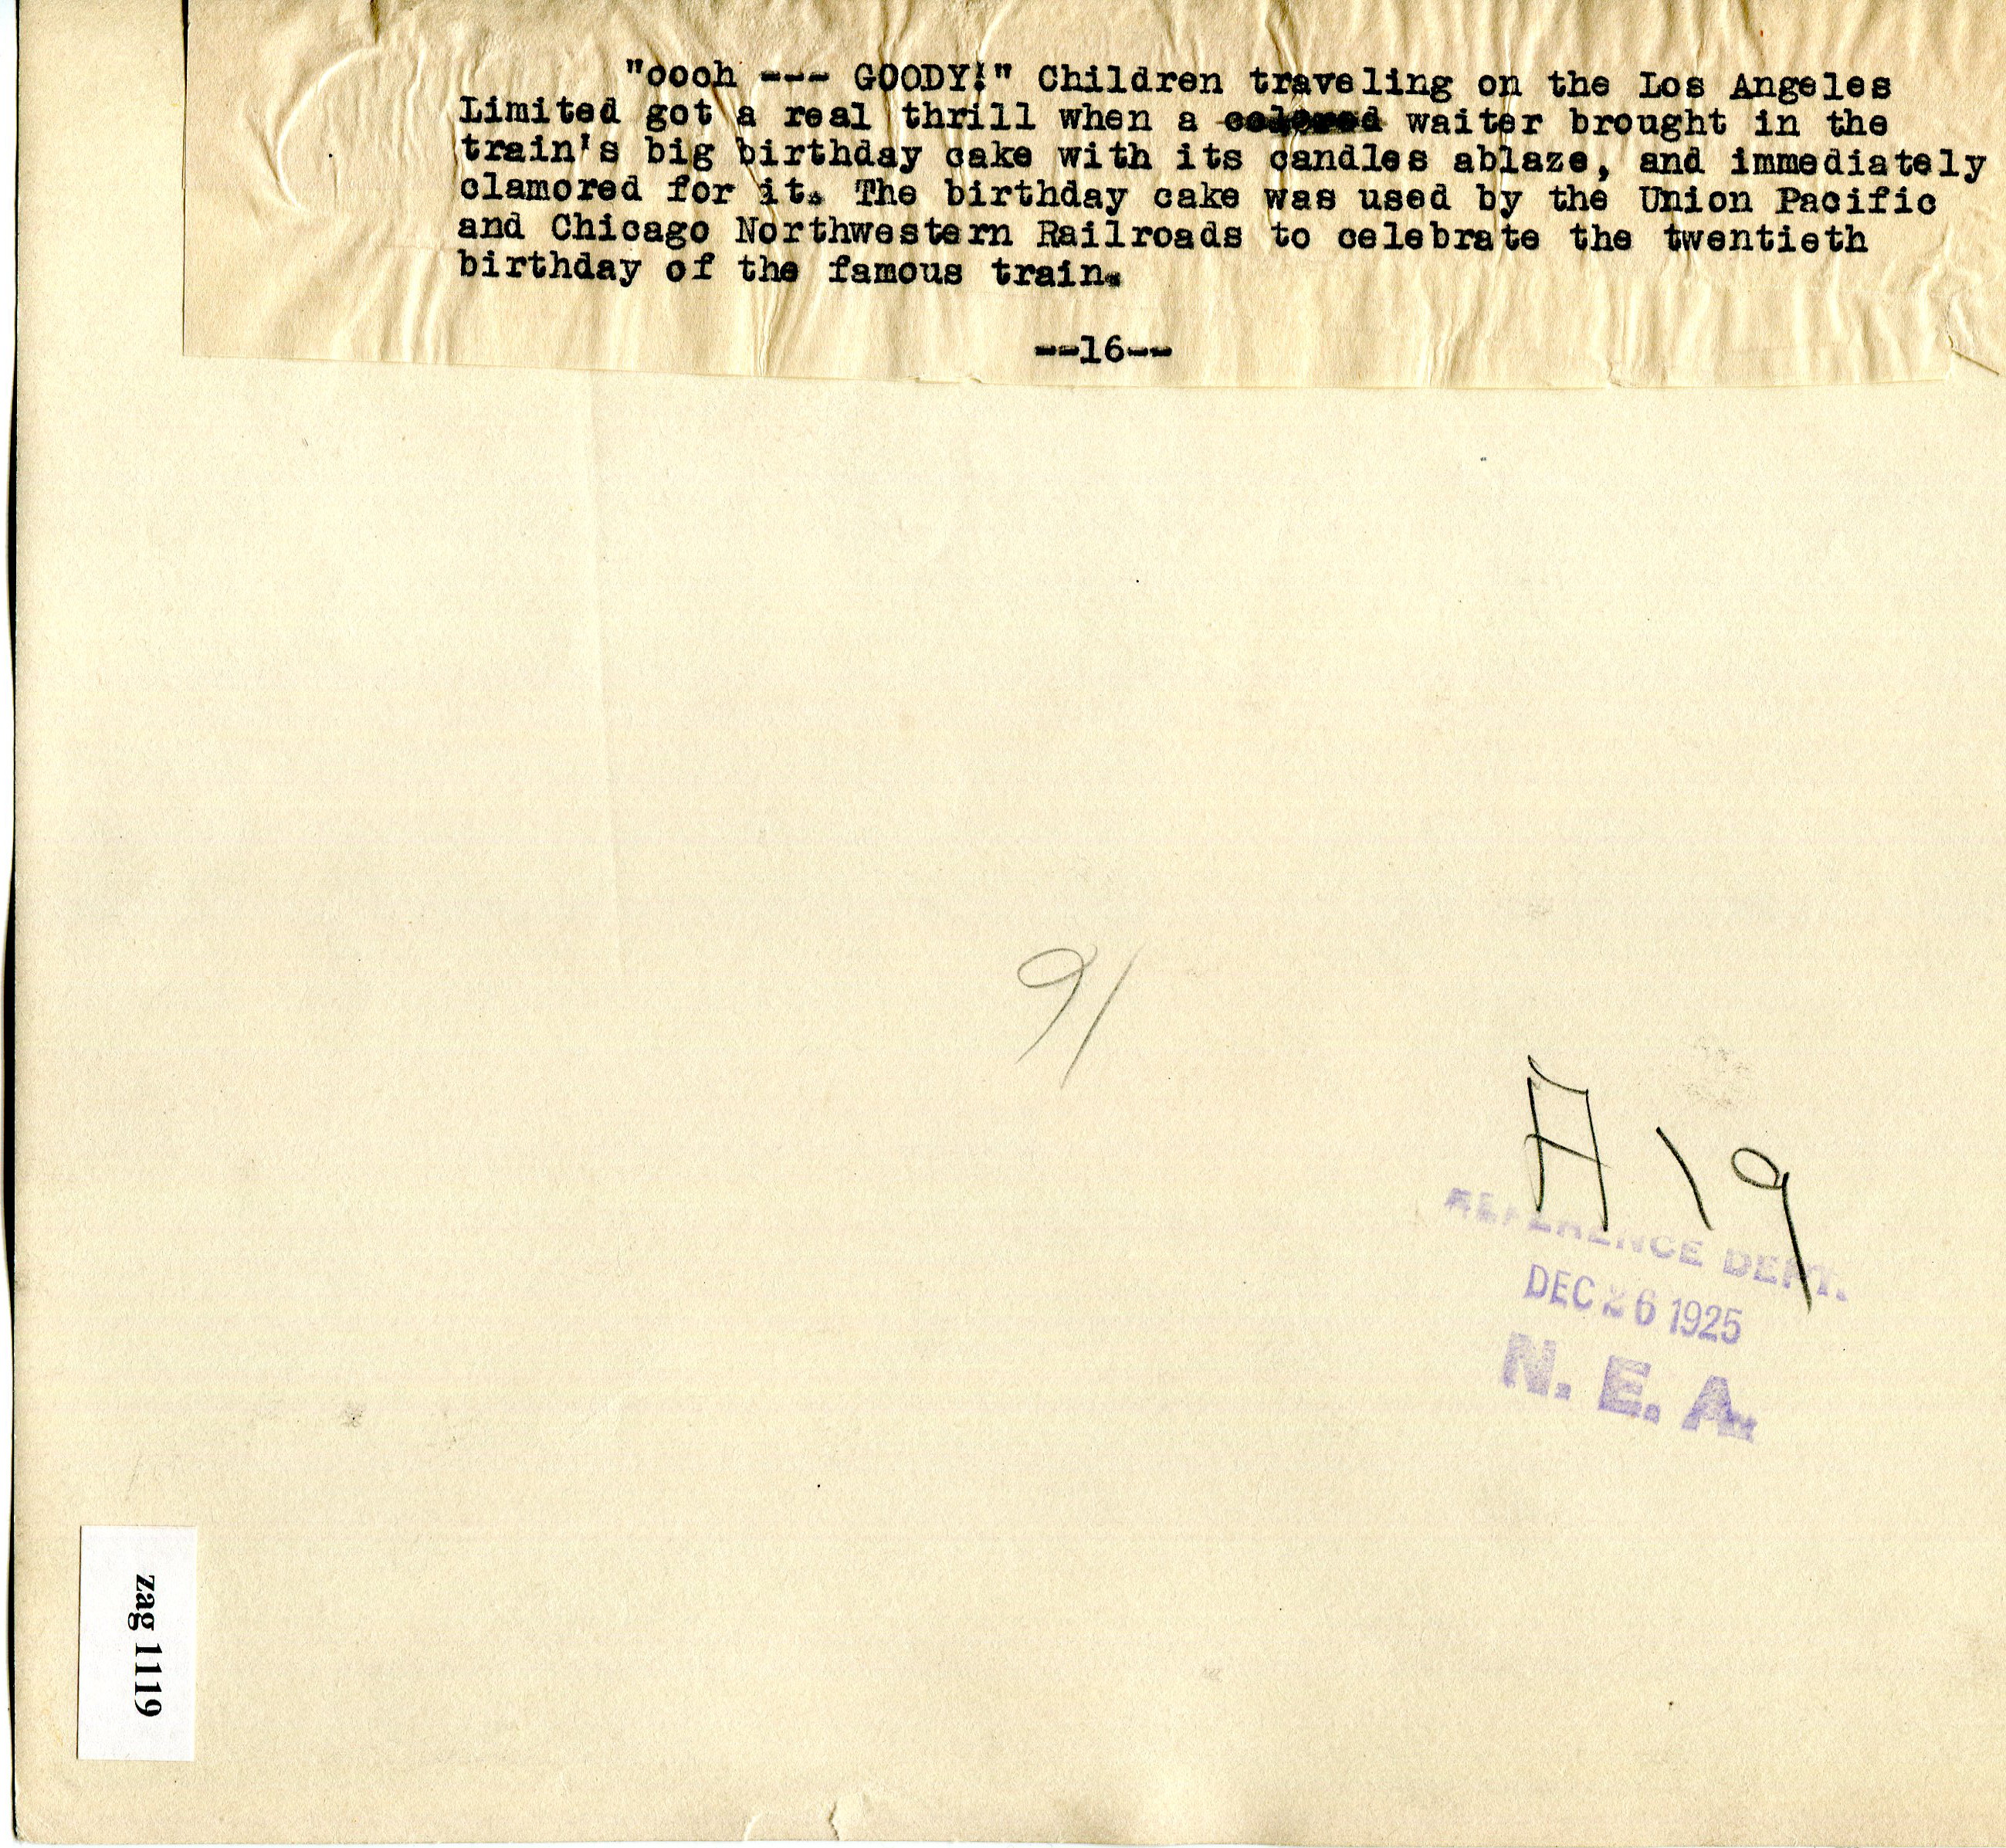 "oooh --- GOODY!" Children traveling on the Los Angeles
Limited got a real thrill when a colored waiter brought in the
train's big birthday cake with its candles ablaze, and immediately
clamored for it. The birthday cake was used by the Union Pacific
and Chicago Northwestern Railroads to celebrate the twentieth
birthday of the famous train.
--16--
91
A 19
REFERENCE DEPT.
DEC 26 1925
N. E. A.
zag 1119